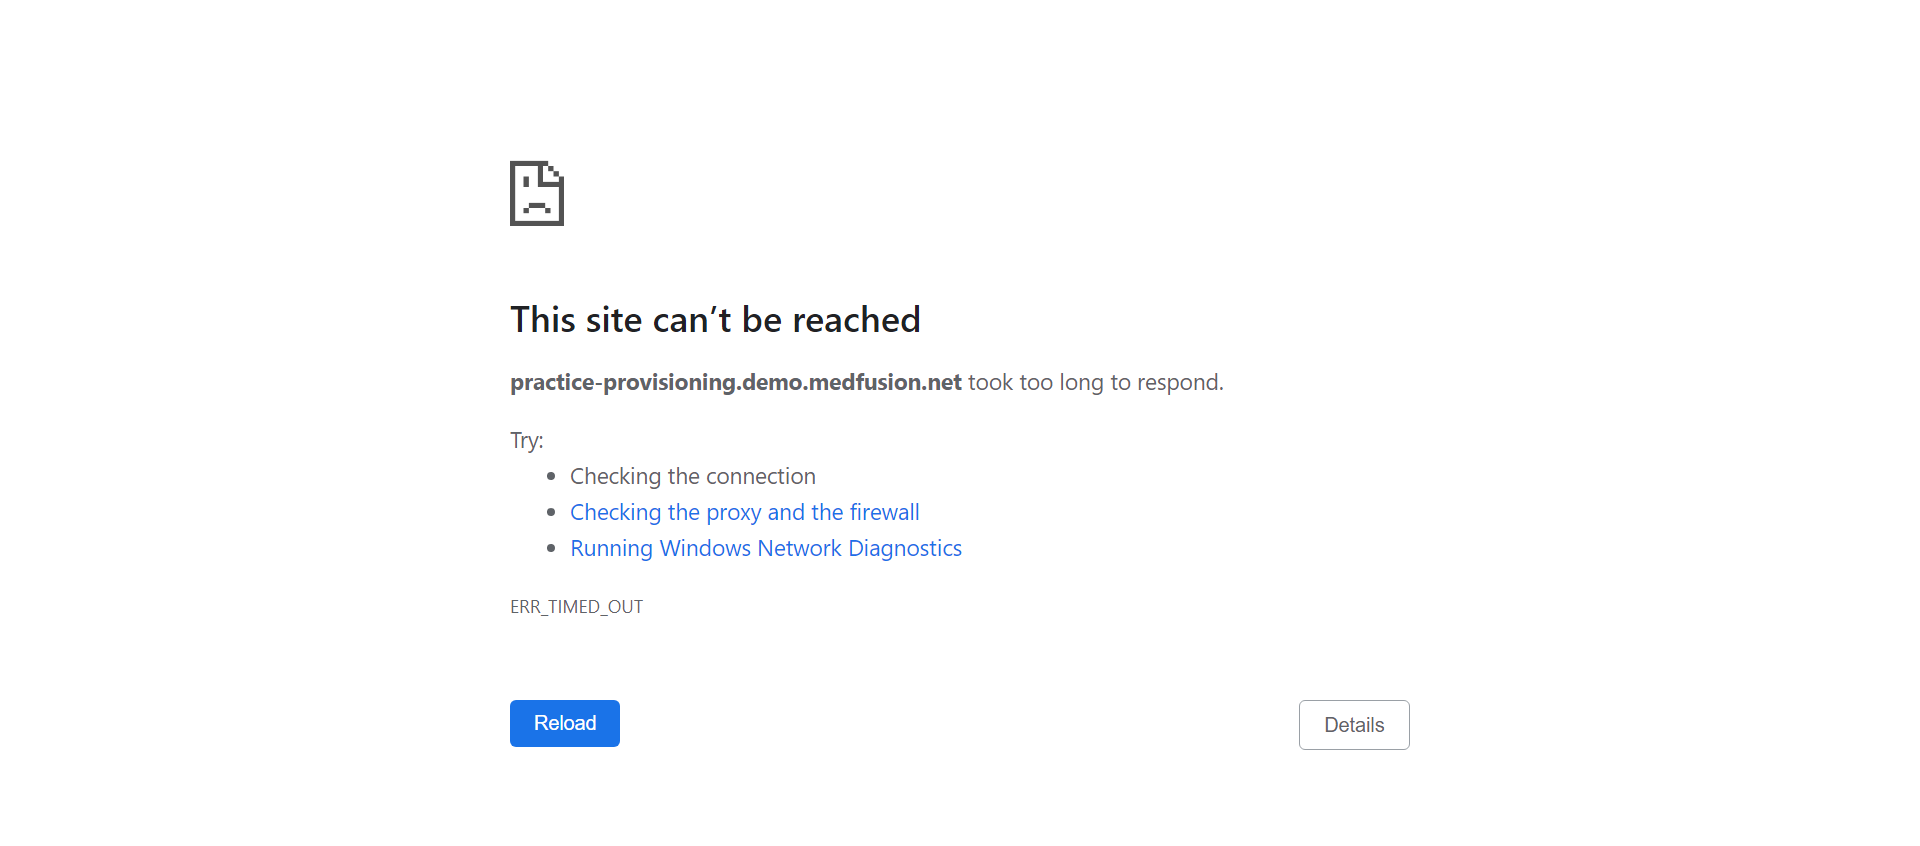 This site can’t be reached
practice-provisioning.demo.medfusion.net took too long to respond.
Try:
Checking the connection
Checking the proxy and the firewall
Running Windows Network Diagnostics
ERR_TIMED_OUT
Reload
Details